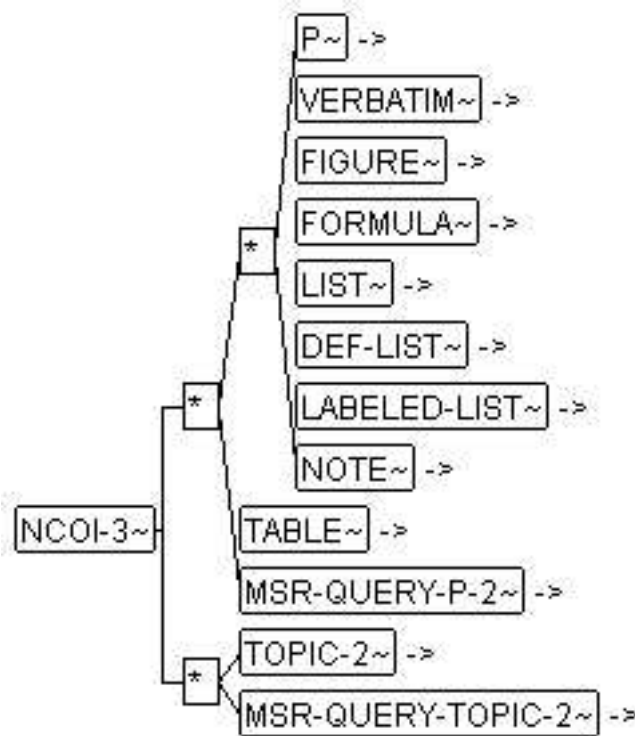 P~ ->
VERBATIM~ ->
FIGURE~ ->
FORMULA~ ->
*
LIST~ ->
DEF-LIST~ ->
*
LABELED-LIST~ ->
NOTE~ ->
NCOI-3~
TABLE~ ->
MSR-QUERY-P-2~ ->
TOPIC-2~ ->
*
MSR-QUERY-TOPIC-2~ ->